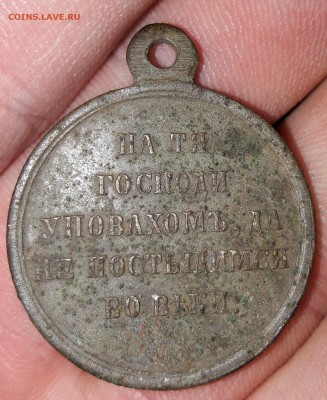 COINS.LAVE.RU
НА ТЯ
ГОСПОДИ
УПОВАХОМЪ, ДА
НЕ ПОСТЫДИМСЯ
ВО ВѢКИ.